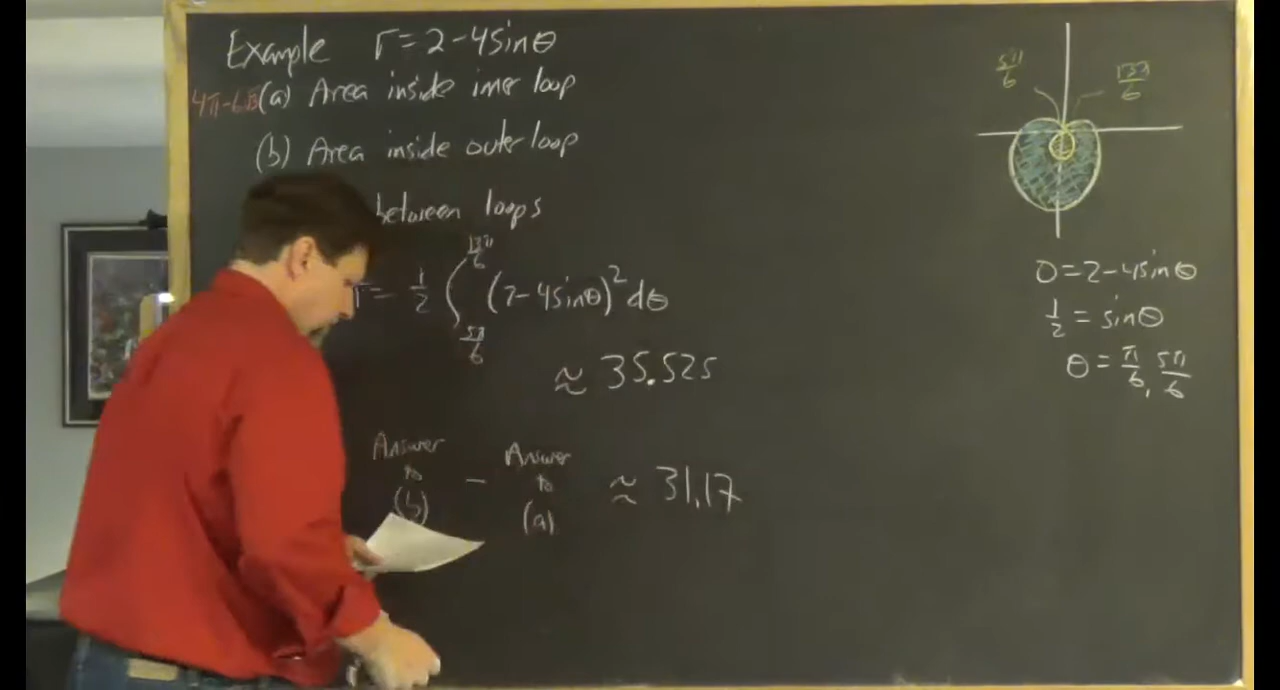 Example r=2-4sinθ
4π-6√3 (a) Area inside inner loop
(b) Area inside outer loop
between loops
= 1/2 ∫ 5π/6 13π/6 (2-4sinθ)² dθ
≈ 35.525
Answer to (b) - Answer to (a) ≈ 31.17
5π/6 13π/6
0=2-4sinθ
1/2 = sinθ
θ = π/6, 5π/6